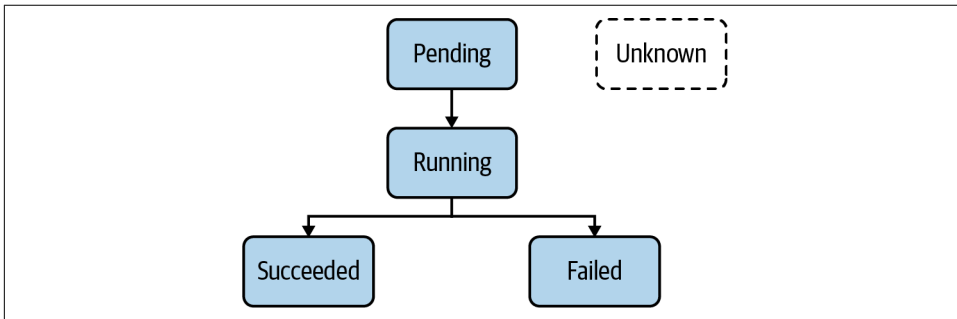 Pending
Unknown
Running
Succeeded
Failed